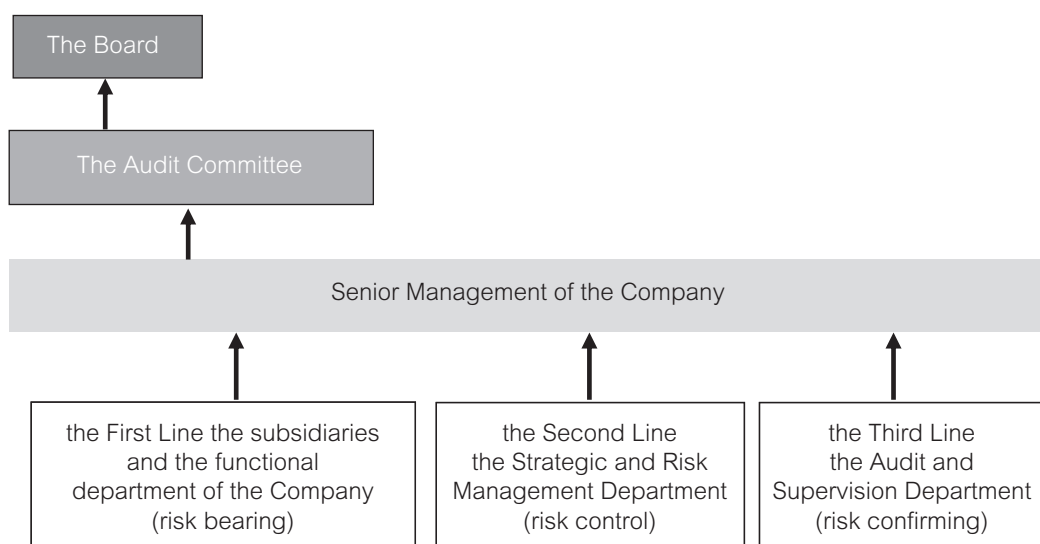 The Board
The Audit Committee
Senior Management of the Company
the First Line the subsidiaries
and the functional
department of the Company
(risk bearing)
the Second Line
the Strategic and Risk
Management Department
(risk control)
the Third Line
the Audit and
Supervision Department
(risk confirming)